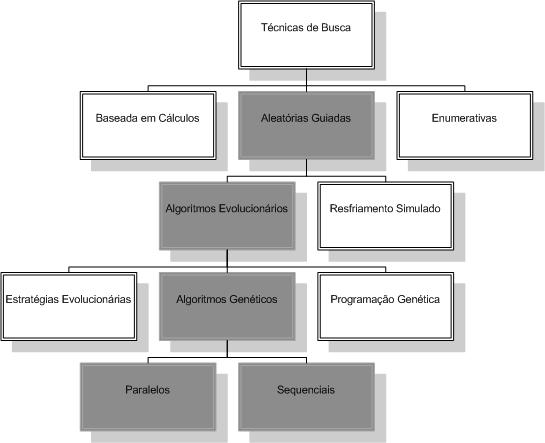 Técnicas de Busca
Baseada em Cálculos
Aleatórias Guiadas
Enumerativas
Algoritmos Evolucionários
Resfriamento Simulado
Estratégias Evolucionárias
Algoritmos Genéticos
Programação Genética
Paralelos
Sequenciais